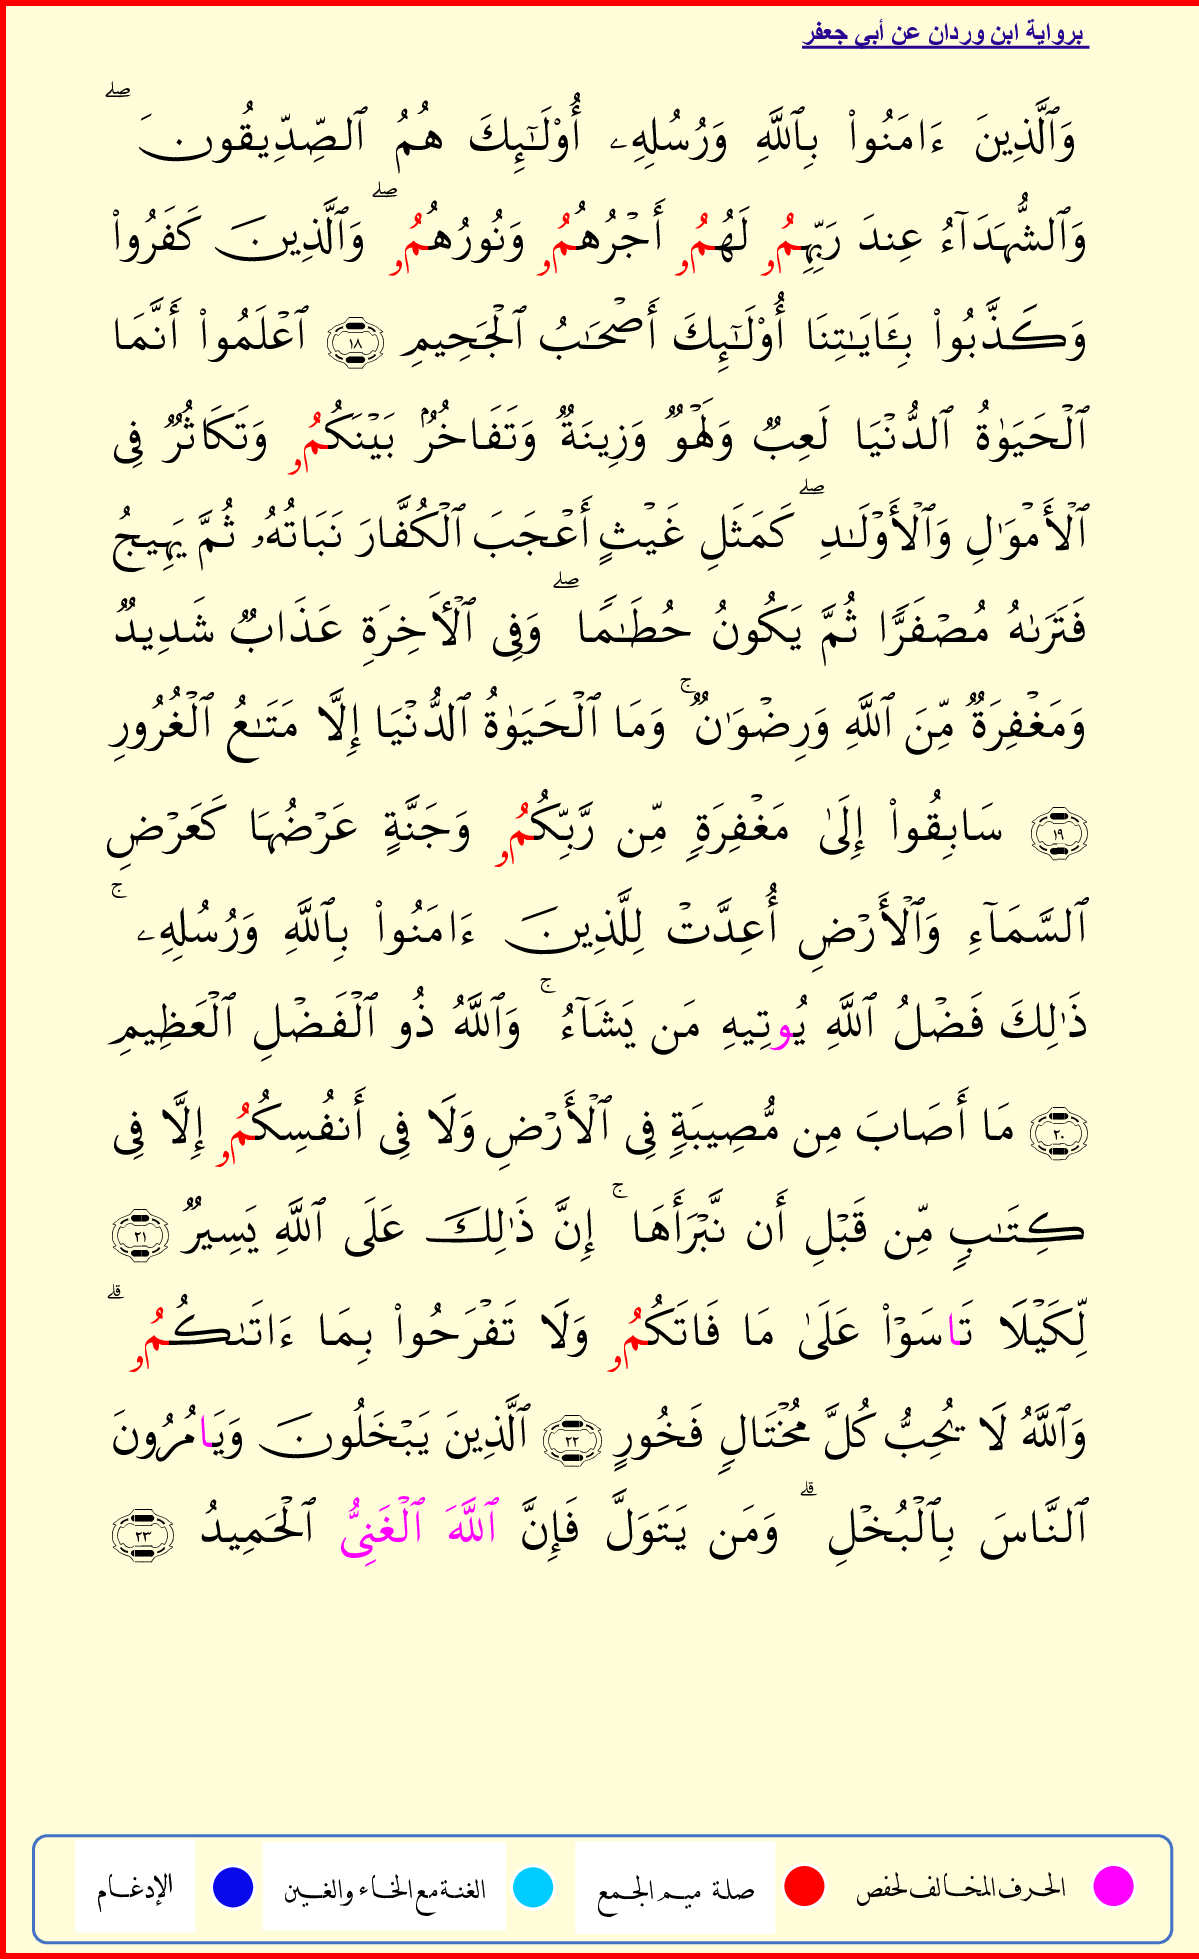 برواية ابن وردان عن أبي جعفر
وَٱلَّذِينَ ءَامَنُوا۟ بِٱللَّهِ وَرُسُلِهِۦٓ أُو۟لَـٰٓئِكَ هُمُ ٱلصِّدِّيقُونَ ۖ
وَٱلشُّهَدَآءُ عِندَ رَبِّهِمُۥ لَهُمُۥ أَجْرُهُمُۥ وَنُورُهُمُۥ ۖ وَٱلَّذِينَ كَفَرُوا۟
وَكَذَّبُوا۟ بِـَٔايَـٰتِنَا أُو۟لَـٰٓئِكَ أَصْحَـٰبُ ٱلْجَحِيمِ ١٨ ٱعْلَمُوا۟ أَنَّمَا
ٱلْحَيَوٰةُ ٱلدُّنْيَا لَعِبٌ وَلَهْوٌ وَزِينَةٌ وَتَفَاخُرٌۢ بَيْنَكُمُۥ وَتَكَاثُرٌ فِى
ٱلْأَمْوَٰلِ وَٱلْأَوْلَـٰدِ ۖ كَمَثَلِ غَيْثٍ أَعْجَبَ ٱلْكُفَّارَ نَبَاتُهُۥ ثُمَّ يَهِيجُ
فَتَرَىٰهُ مُصْفَرًّا ثُمَّ يَكُونُ حُطَـٰمًا ۖ وَفِى ٱلْـَٔاخِرَةِ عَذَابٌ شَدِيدٌ
وَمَغْفِرَةٌ مِّنَ ٱللَّهِ وَرِضْوَٰنٌ ۚ وَمَا ٱلْحَيَوٰةُ ٱلدُّنْيَا إِلَّا مَتَـٰعُ ٱلْغُرُورِ
١٩ سَابِقُوا۟ إِلَىٰ مَغْفِرَةٍ مِّن رَّبِّكُمُۥ وَجَنَّةٍ عَرْضُهَا كَعَرْضِ
ٱلسَّمَآءِ وَٱلْأَرْضِ أُعِدَّتْ لِلَّذِينَ ءَامَنُوا۟ بِٱللَّهِ وَرُسُلِهِۦ ۚ
ذَٰلِكَ فَضْلُ ٱللَّهِ يُوتِيهِ مَن يَشَآءُ ۚ وَٱللَّهُ ذُو ٱلْفَضْلِ ٱلْعَظِيمِ
٢٠ مَا أَصَابَ مِن مُّصِيبَةٍ فِى ٱلْأَرْضِ وَلَا فِى أَنفُسِكُمُۥ إِلَّا فِى
كِتَـٰبٍ مِّن قَبْلِ أَن نَّبْرَأَهَا ۚ إِنَّ ذَٰلِكَ عَلَى ٱللَّهِ يَسِيرٌ ٢١
لِّكَيْلَا تَاسَوْا۟ عَلَىٰ مَا فَاتَكُمُۥ وَلَا تَفْرَحُوا۟ بِمَا ءَاتَىٰكُمُۥ ۗ
وَٱللَّهُ لَا يُحِبُّ كُلَّ مُخْتَالٍ فَخُورٍ ٢٢ ٱلَّذِينَ يَبْخَلُونَ وَيَامُرُونَ
ٱلنَّاسَ بِٱلْبُخْلِ ۗ وَمَن يَتَوَلَّ فَإِنَّ ٱللَّهَ ٱلْغَنِىُّ ٱلْحَمِيدُ ٢٣
الحرف المخالف لحفص
صلة ميم الجمع
الغنة مع الخاء والغين
الإدغام